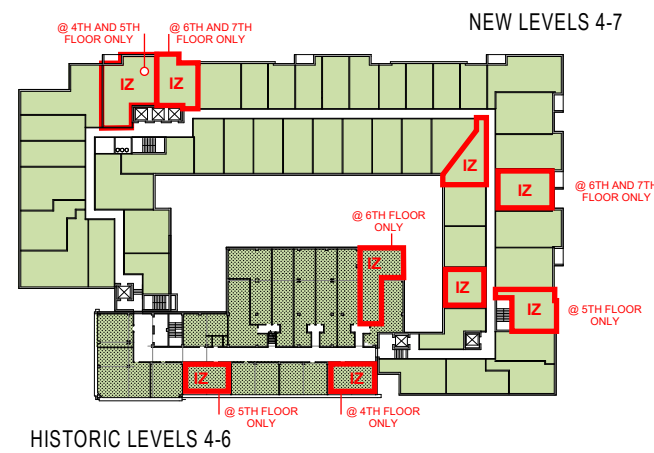 NEW LEVELS 4-7
@ 4TH AND 5TH
FLOOR ONLY
@ 6TH AND 7TH
FLOOR ONLY
IZ
IZ
IZ
IZ
@ 6TH AND 7TH
FLOOR ONLY
@ 6TH FLOOR
ONLY
IZ
IZ
IZ
@ 5TH FLOOR
ONLY
IZ
IZ
@ 5TH FLOOR
ONLY
@ 4TH FLOOR
ONLY
HISTORIC LEVELS 4-6